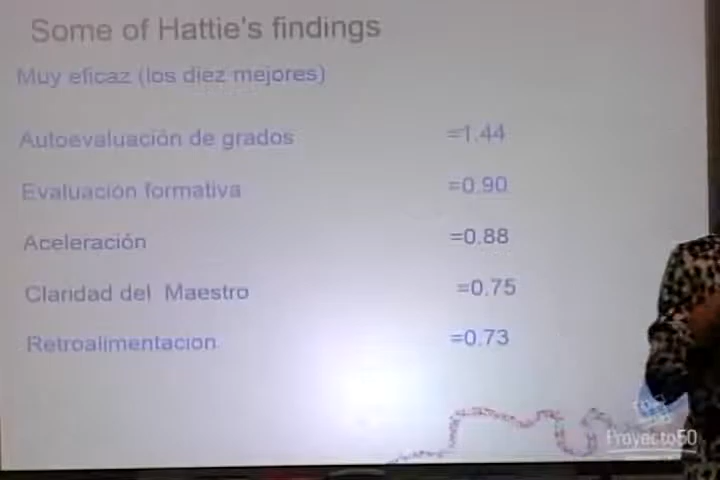 Some of Hattie's findings
Muy eficaz (los diez mejores)
Autoevaluación de grados =1.44
Evaluación formativa =0.90
Aceleración =0.88
Claridad del Maestro =0.75
Retroalimentacion =0.73
Proyecto50